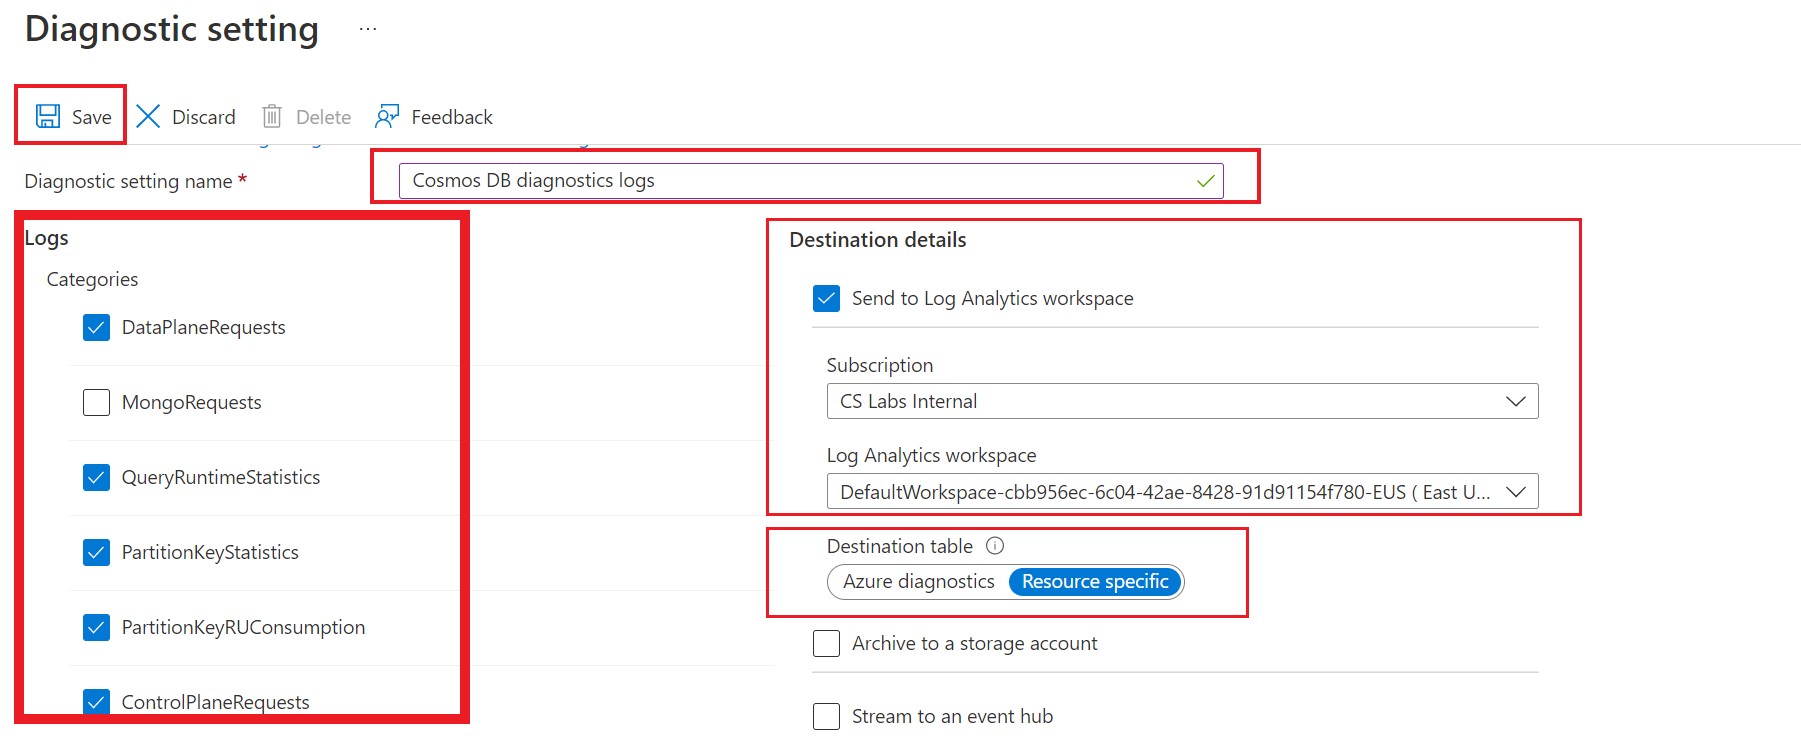 Diagnostic setting ...
Save Discard Delete Feedback
Diagnostic setting name *
Cosmos DB diagnostics logs
Logs
Categories
DataPlaneRequests
MongoRequests
QueryRuntimeStatistics
PartitionKeyStatistics
PartitionKeyRUConsumption
ControlPlaneRequests
Destination details
Send to Log Analytics workspace
Subscription
CS Labs Internal
Log Analytics workspace
DefaultWorkspace-cbb956ec-6c04-42ae-8428-91d91154f780-EUS ( East U...
Destination table
Azure diagnostics Resource specific
Archive to a storage account
Stream to an event hub